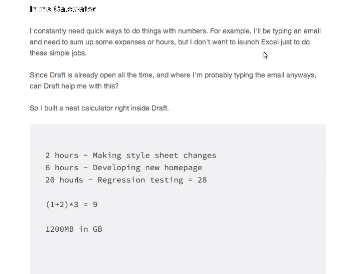 I constantly need quick ways to do things with numbers. For example, I'll be typing an email
and need to sum up some expenses or hours, but I don't want to launch Excel just to do
these simple jobs.
Since Draft is already open all the time, and where I'm probably typing the email anyways,
can Draft help me with this?
So I built a neat calculator right inside Draft.
2 hours - Making style sheet changes
6 hours - Developing new homepage
20 hours - Regression testing = 28
(1+2)*3 = 9
1200MB in GB